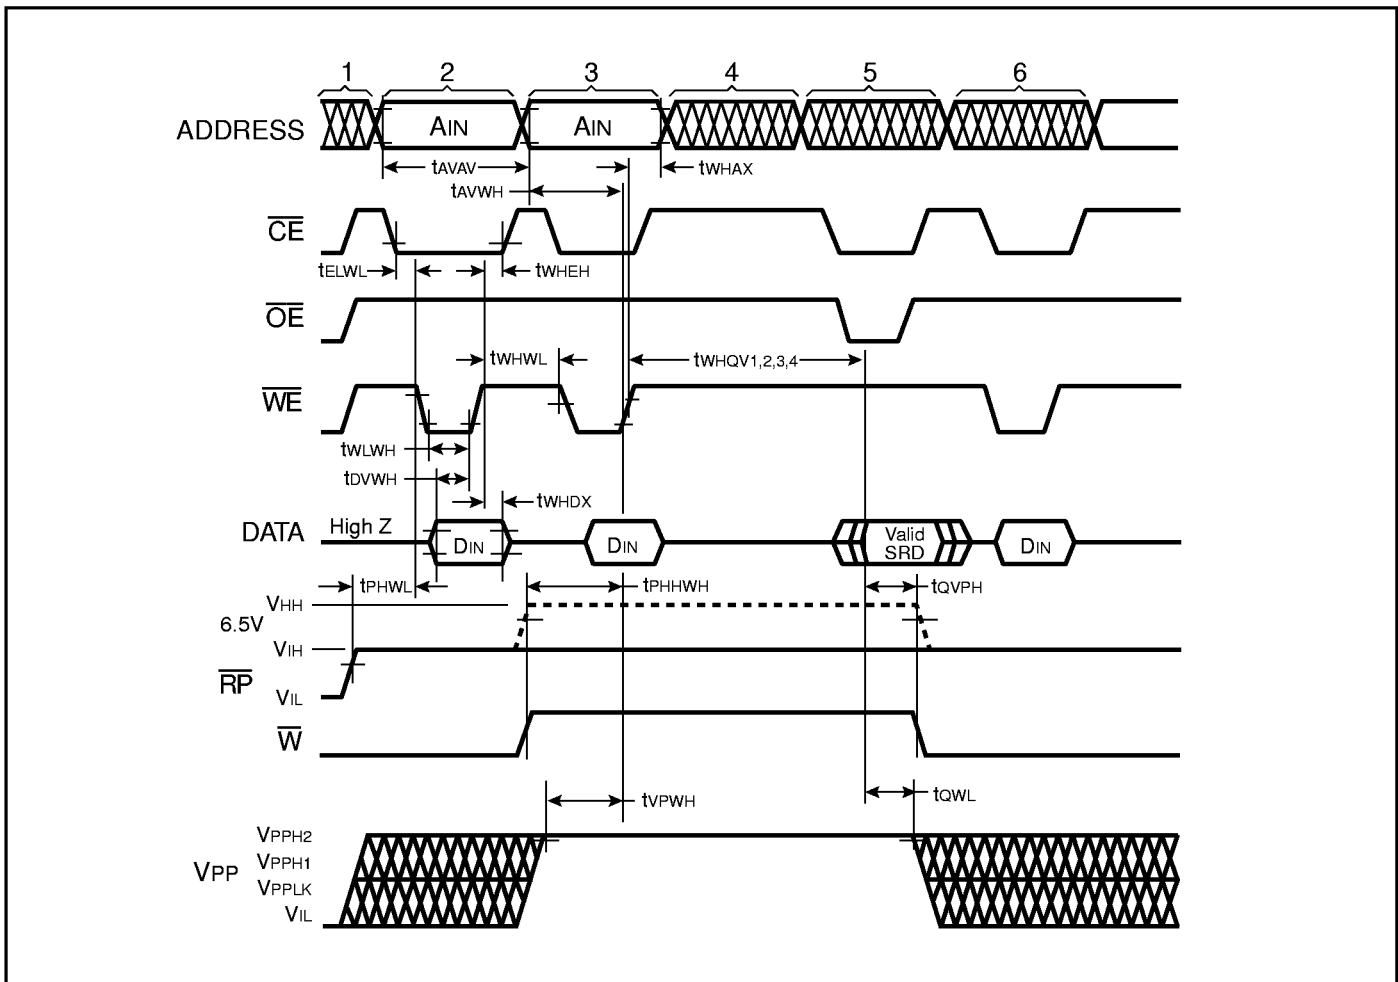 1 2 3 4 5 6
ADDRESS AIN AIN
tAVAV tWHAX
tAVWH
CE
tELWL tWHEH
OE
tWHWL tWHQV1,2,3,4
WE
tWLWH
tDVWH
tWHDX
DATA High Z DIN DIN Valid SRD DIN
tPHWL tPHHWH tQVPH
VHH
6.5V
VIH
RP
VIL
W
tVPWH tQWL
VPPH2
VPP VPPH1
VPPLK
VIL